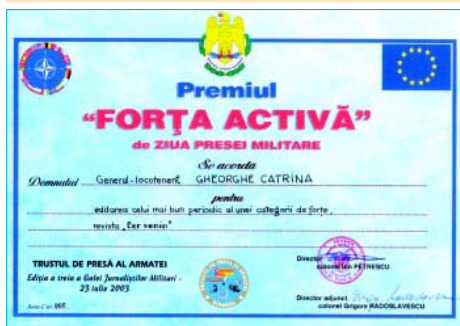 Premiul
“FORȚA ACTIVĂ”
de ZIUA PRESEI MILITARE
Se acorda
Domnului General-locotenent GHEORGHE CATRINA
pentru
editarea celui mai bun periodic al unei categorii de forte,
revista „Cer senin”
TRUSTUL DE PRESĂ AL ARMATEI
Ediția a treia a Galei Jurnaliștilor Militari -
23 iulie 2003
Director
colonel Ion PETRESCU
Director adjunct
colonel Grigore RADOSLAVESCU